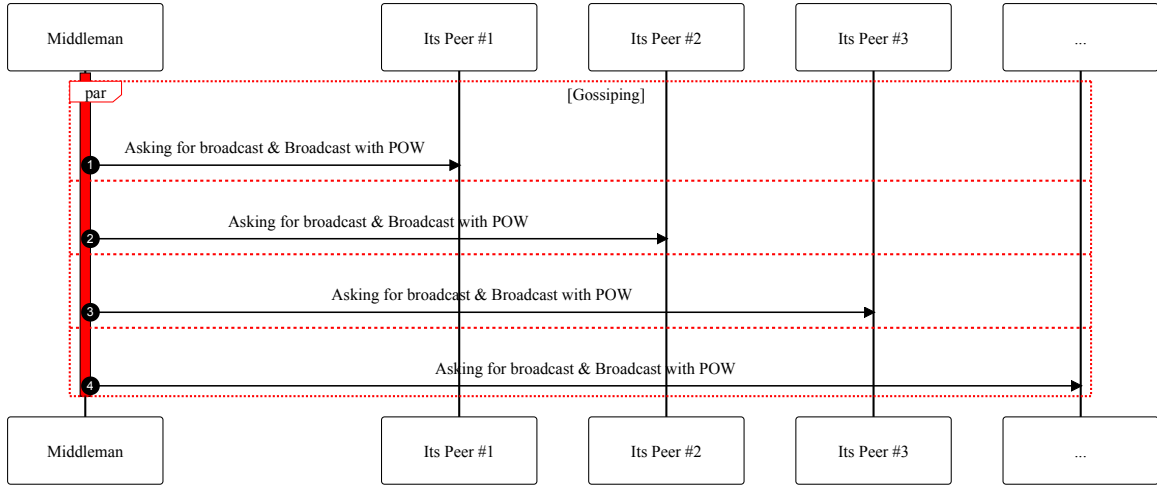 Middleman
Its Peer #1
Its Peer #2
Its Peer #3
...
par
[Gossiping]
Asking for broadcast & Broadcast with POW
1
Asking for broadcast & Broadcast with POW
2
Asking for broadcast & Broadcast with POW
3
Asking for broadcast & Broadcast with POW
4
Middleman
Its Peer #1
Its Peer #2
Its Peer #3
...